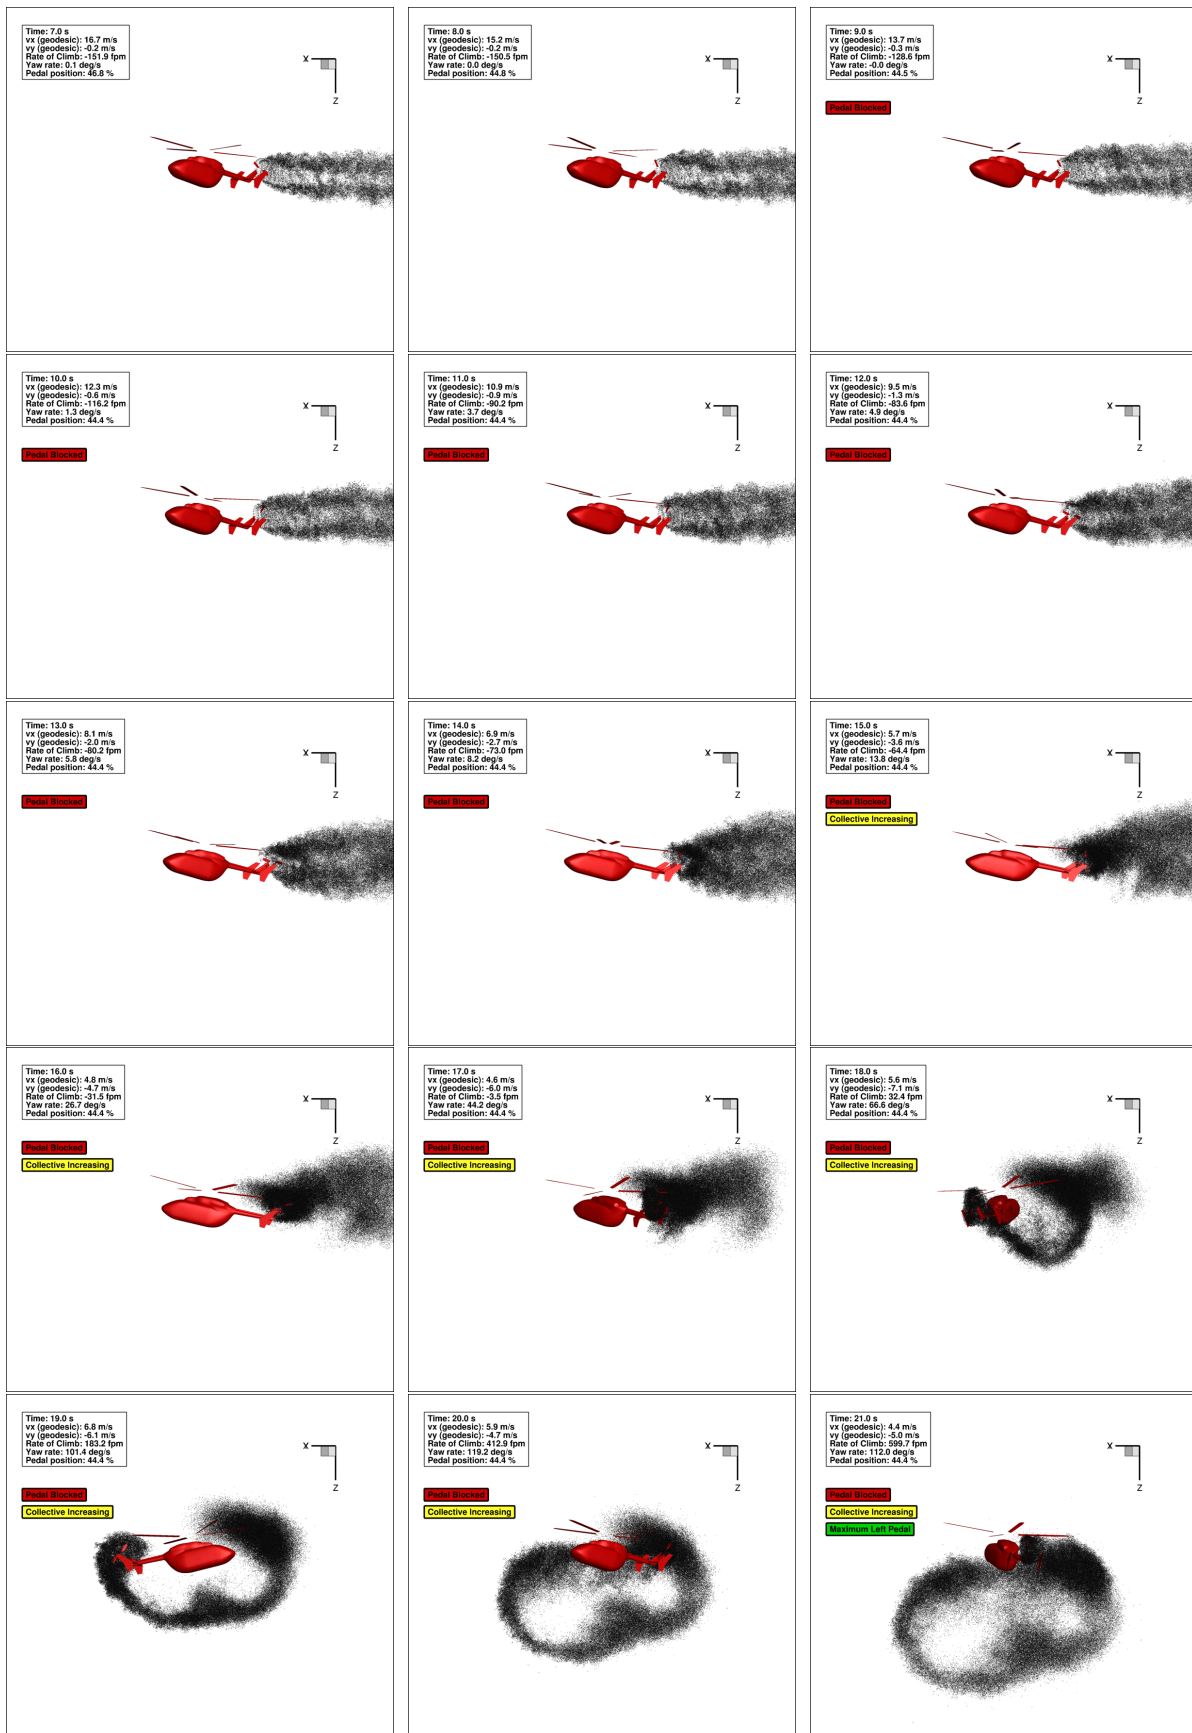 Time: 7.0 s
vx (geodesic): 16.7 m/s
vy (geodesic): -0.2 m/s
Rate of Climb: -151.9 fpm
Yaw rate: 0.1 deg/s
Pedal position: 46.8 %
X
Z
Time: 8.0 s
vx (geodesic): 15.2 m/s
vy (geodesic): -0.2 m/s
Rate of Climb: -150.5 fpm
Yaw rate: 0.0 deg/s
Pedal position: 44.8 %
X
Z
Time: 9.0 s
vx (geodesic): 13.7 m/s
vy (geodesic): -0.3 m/s
Rate of Climb: -128.6 fpm
Yaw rate: -0.0 deg/s
Pedal position: 44.5 %
X
Z
Pedal Blocked
Time: 10.0 s
vx (geodesic): 12.3 m/s
vy (geodesic): -0.6 m/s
Rate of Climb: -116.2 fpm
Yaw rate: 1.3 deg/s
Pedal position: 44.4 %
X
Z
Pedal Blocked
Time: 11.0 s
vx (geodesic): 10.9 m/s
vy (geodesic): -0.9 m/s
Rate of Climb: -90.2 fpm
Yaw rate: 3.7 deg/s
Pedal position: 44.4 %
X
Z
Pedal Blocked
Time: 12.0 s
vx (geodesic): 9.5 m/s
vy (geodesic): -1.3 m/s
Rate of Climb: -83.6 fpm
Yaw rate: 4.9 deg/s
Pedal position: 44.4 %
X
Z
Pedal Blocked
Time: 13.0 s
vx (geodesic): 8.1 m/s
vy (geodesic): -2.0 m/s
Rate of Climb: -80.2 fpm
Yaw rate: 5.8 deg/s
Pedal position: 44.4 %
X
Z
Pedal Blocked
Time: 14.0 s
vx (geodesic): 6.9 m/s
vy (geodesic): -2.7 m/s
Rate of Climb: -73.0 fpm
Yaw rate: 8.2 deg/s
Pedal position: 44.4 %
X
Z
Pedal Blocked
Time: 15.0 s
vx (geodesic): 5.7 m/s
vy (geodesic): -3.6 m/s
Rate of Climb: -64.4 fpm
Yaw rate: 13.8 deg/s
Pedal position: 44.4 %
X
Z
Pedal Blocked
Collective Increasing
Time: 16.0 s
vx (geodesic): 4.8 m/s
vy (geodesic): -4.7 m/s
Rate of Climb: -31.5 fpm
Yaw rate: 26.7 deg/s
Pedal position: 44.4 %
X
Z
Pedal Blocked
Collective Increasing
Time: 17.0 s
vx (geodesic): 4.6 m/s
vy (geodesic): -6.0 m/s
Rate of Climb: -3.5 fpm
Yaw rate: 44.2 deg/s
Pedal position: 44.4 %
X
Z
Pedal Blocked
Collective Increasing
Time: 18.0 s
vx (geodesic): 5.6 m/s
vy (geodesic): -7.1 m/s
Rate of Climb: 32.4 fpm
Yaw rate: 66.6 deg/s
Pedal position: 44.4 %
X
Z
Pedal Blocked
Collective Increasing
Time: 19.0 s
vx (geodesic): 6.8 m/s
vy (geodesic): -6.1 m/s
Rate of Climb: 183.2 fpm
Yaw rate: 101.4 deg/s
Pedal position: 44.4 %
X
Z
Pedal Blocked
Collective Increasing
Time: 20.0 s
vx (geodesic): 5.9 m/s
vy (geodesic): -4.7 m/s
Rate of Climb: 412.9 fpm
Yaw rate: 119.2 deg/s
Pedal position: 44.4 %
X
Z
Pedal Blocked
Collective Increasing
Time: 21.0 s
vx (geodesic): 4.4 m/s
vy (geodesic): -5.0 m/s
Rate of Climb: 599.7 fpm
Yaw rate: 112.0 deg/s
Pedal position: 44.4 %
X
Z
Pedal Blocked
Collective Increasing
Maximum Left Pedal